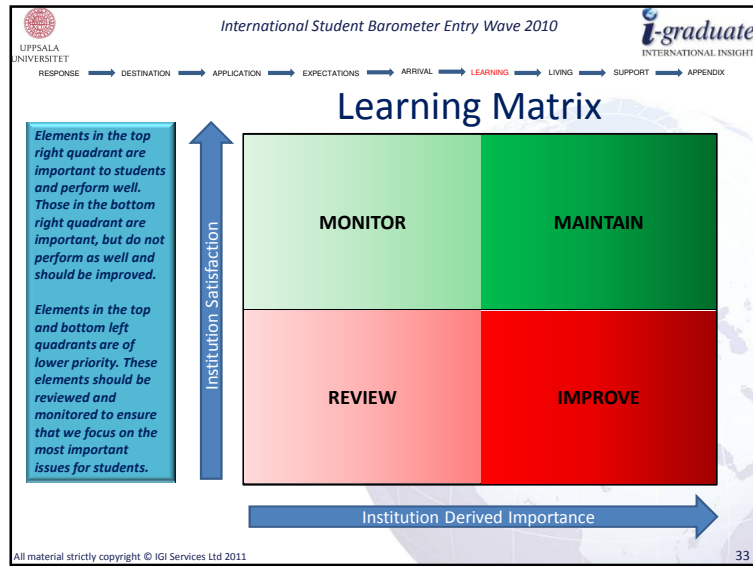 International Student Barometer Entry Wave 2010
UPPSALA
UNIVERSITET
i-graduate
INTERNATIONAL INSIGHT
RESPONSE DESTINATION APPLICATION EXPECTATIONS ARRIVAL LEARNING LIVING SUPPORT APPENDIX
Learning Matrix
Elements in the top
right quadrant are
important to students
and perform well.
Those in the bottom
right quadrant are
important, but do not
perform as well and
should be improved.
Elements in the top
and bottom left
quadrants are of
lower priority. These
elements should be
reviewed and
monitored to ensure
that we focus on the
most important
issues for students.
Institution Satisfaction
MONITOR
MAINTAIN
REVIEW
IMPROVE
Institution Derived Importance
All material strictly copyright © IGI Services Ltd 2011
33